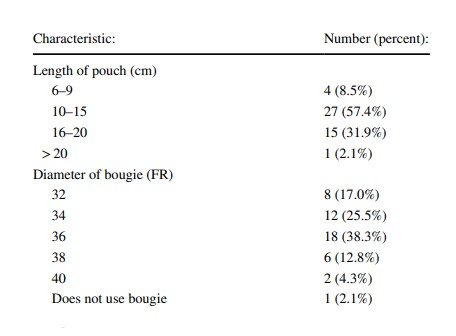 Characteristic: Number (percent):
Length of pouch (cm)
6–9 4 (8.5%)
10–15 27 (57.4%)
16–20 15 (31.9%)
> 20 1 (2.1%)
Diameter of bougie (FR)
32 8 (17.0%)
34 12 (25.5%)
36 18 (38.3%)
38 6 (12.8%)
40 2 (4.3%)
Does not use bougie 1 (2.1%)